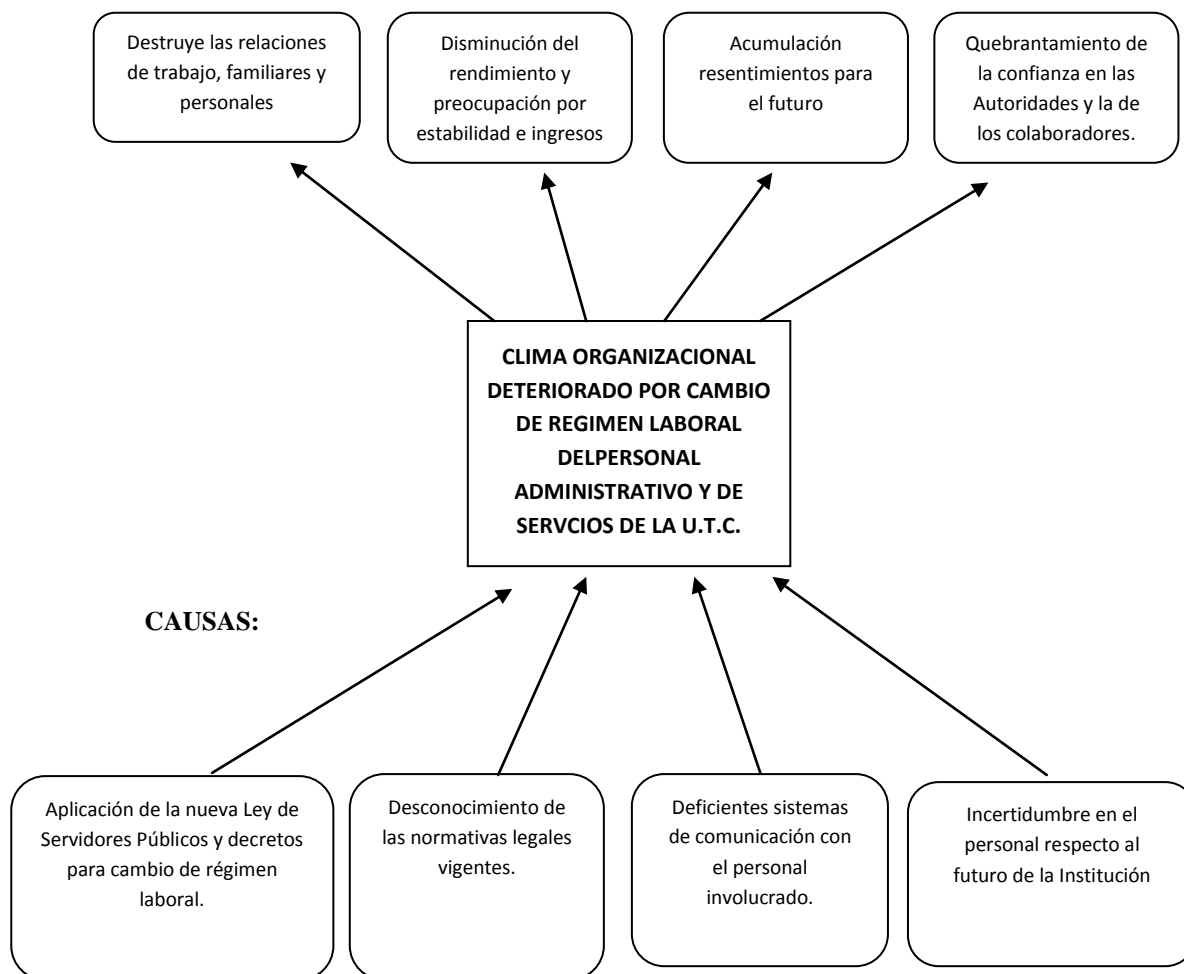 Destruye las relaciones
de trabajo, familiares y
personales
Disminución del
rendimiento y
preocupación por
estabilidad e ingresos
Acumulación
resentimientos para
el futuro
Quebrantamiento de
la confianza en las
Autoridades y la de
los colaboradores.
CLIMA ORGANIZACIONAL
DETERIORADO POR CAMBIO
DE REGIMEN LABORAL
DELPERSONAL
ADMINISTRATIVO Y DE
SERVCIOS DE LA U.T.C.
CAUSAS:
Aplicación de la nueva Ley de
Servidores Públicos y decretos
para cambio de régimen
laboral.
Desconocimiento de
las normativas legales
vigentes.
Deficientes sistemas
de comunicación con
el personal
involucrado.
Incertidumbre en el
personal respecto al
futuro de la Institución